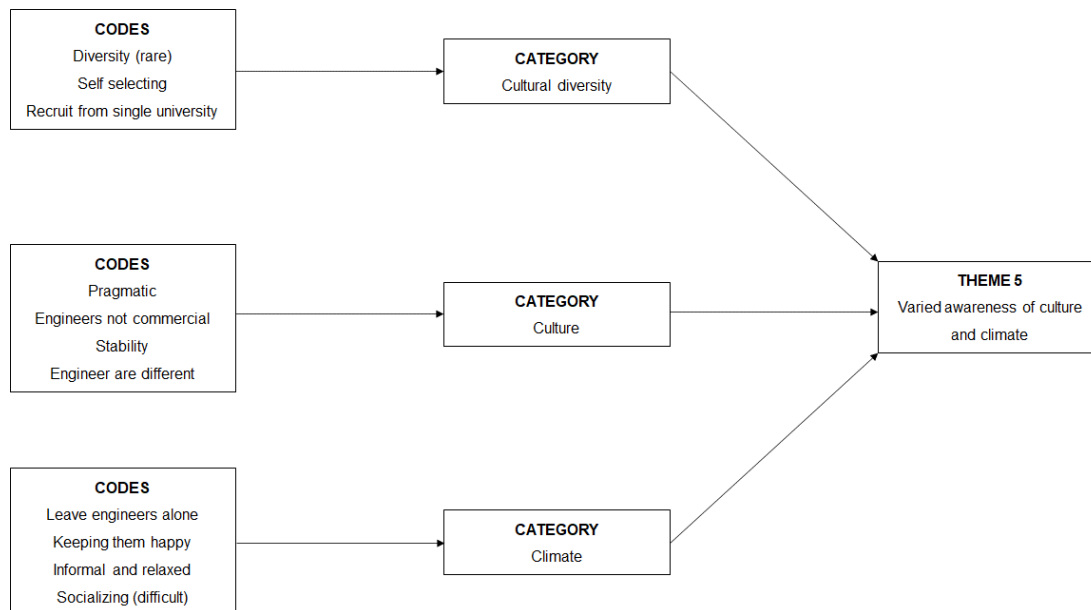 CODES
Diversity (rare)
Self selecting
Recruit from single university
CATEGORY
Cultural diversity
CODES
Pragmatic
Engineers not commercial
Stability
Engineer are different
CATEGORY
Culture
THEME 5
Varied awareness of culture
and climate
CODES
Leave engineers alone
Keeping them happy
Informal and relaxed
Socializing (difficult)
CATEGORY
Climate